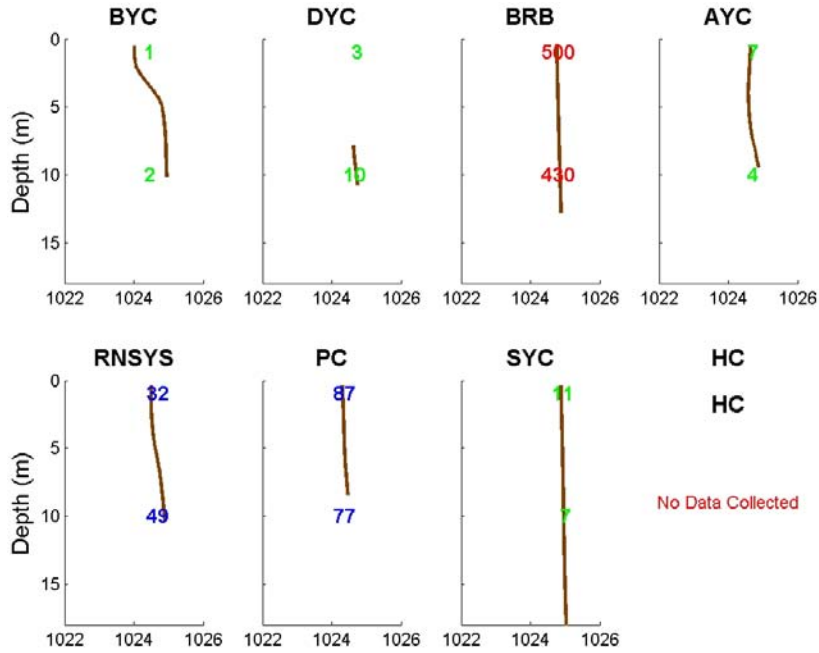 BYC DYC BRB AYC
0 1 3 500 7
5
10 2 10 430 4
15
Depth (m)
1022 1024 1026 1022 1024 1026 1022 1024 1026 1022 1024 1026
RNSYS PC SYC HC
0 32 87 11 HC
5
No Data Collected
10 49 77 7
15
Depth (m)
1022 1024 1026 1022 1024 1026 1022 1024 1026